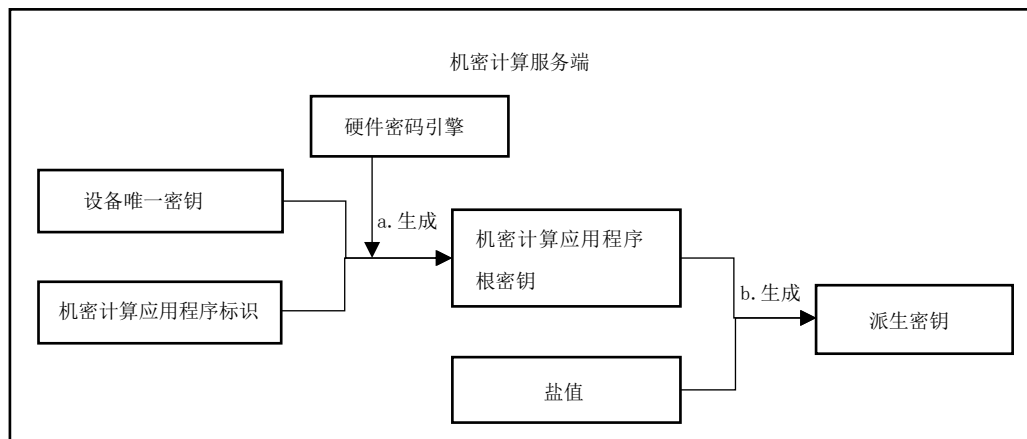 机密计算服务端
硬件密码引擎
设备唯一密钥
a.生成
机密计算应用程序
根密钥
机密计算应用程序标识
b.生成
派生密钥
盐值